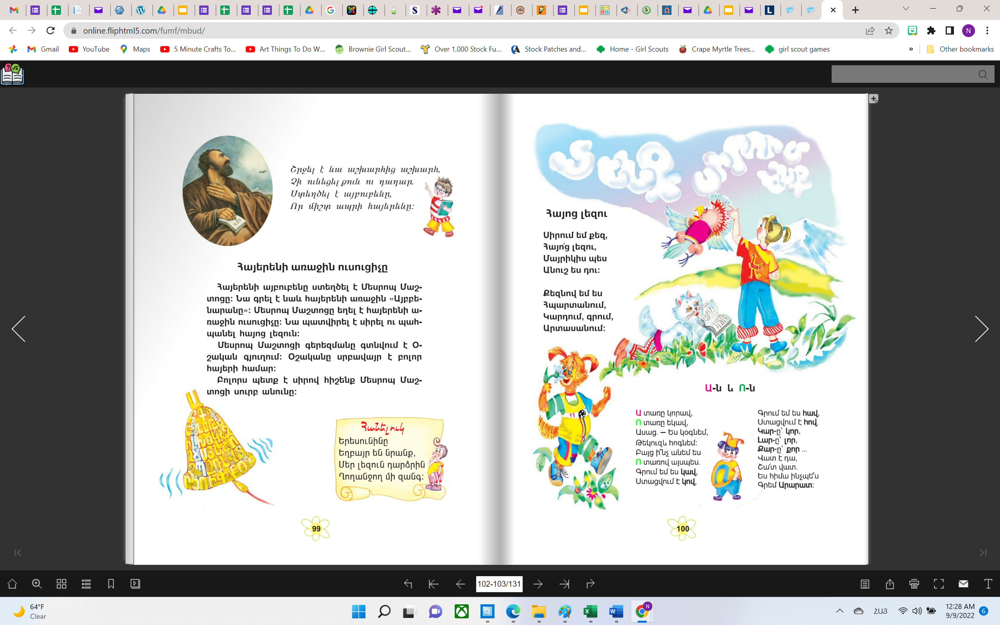 online.fliphtml5.com/fumf/mbud/
N
Gmail
YouTube
Maps
5 Minute Crafts To...
Art Things To Do W...
Brownie Girl Scout...
Over 1,000 Stock Fu...
Stock Patches and...
Home - Girl Scouts
Crape Myrtle Trees...
girl scout games
»
Other bookmarks
Շրջել է նա աշխարհից աշխարհ,
Չի ունեցել քուն ու դադար.
Ստեղծել է այբուբենը,
Որ միշտ ապրի հայերենը:
Հայերենի առաջին ուսուցիչը
Հայերենի այբուբենը ստեղծել է Մեսրոպ Մաշ-
տոցը: Նա գրել է նաև հայերենի առաջին «Այբբե-
նարանը»: Մեսրոպ Մաշտոցը եղել է հայերենի ա-
ռաջին ուսուցիչը: Նա պատվիրել է սիրել ու պահ-
պանել հայոց լեզուն:
Մեսրոպ Մաշտոցի գերեզմանը գտնվում է Օ-
շական գյուղում: Օշականը սրբավայր է բոլոր
հայերի համար:
Բոլորս պետք է սիրով հիշենք Մեսրոպ Մաշ-
տոցի սուրբ անունը:
Հանելուկ
Երեսունինը
Եղբայր են նրանք,
Մեր լեզուն դարձրին
Ղողանջող մի զանգ:
99
Մենք
Հայոց լեզու
Սիրում եմ քեզ,
Հայո՛ց լեզու,
Մայրիկիս պես
Անուշ ես դու:
Քեզնով եմ ես
Հպարտանում,
Կարդում, գրում,
Արտասանում:
11
Ա-ն և Ո-ն
Ա տառը կորավ,
Ո տառը եկավ,
Ասաց. — Ես կօգնեմ,
Թեկուզև հոգնեմ:
Բայց ի՞նչ անեմ ես
Ո տառով այսպես.
Գրում եմ ես կավ,
Ստացվում է կով,
Գրում եմ ես հավ,
Ստացվում է հով.
Կար-ը՝ կոր,
Լար-ը՝ լոր,
Քար-ը՝ քոր ...
Վատ է դա,
Շա՛տ վատ.
Ես հիմա ինչպե՞ս
Գրեմ Արարատ:
Ա
100
102-103/131
64°F
Clear
ՀԱՅ
12:28 AM
9/9/2022
6